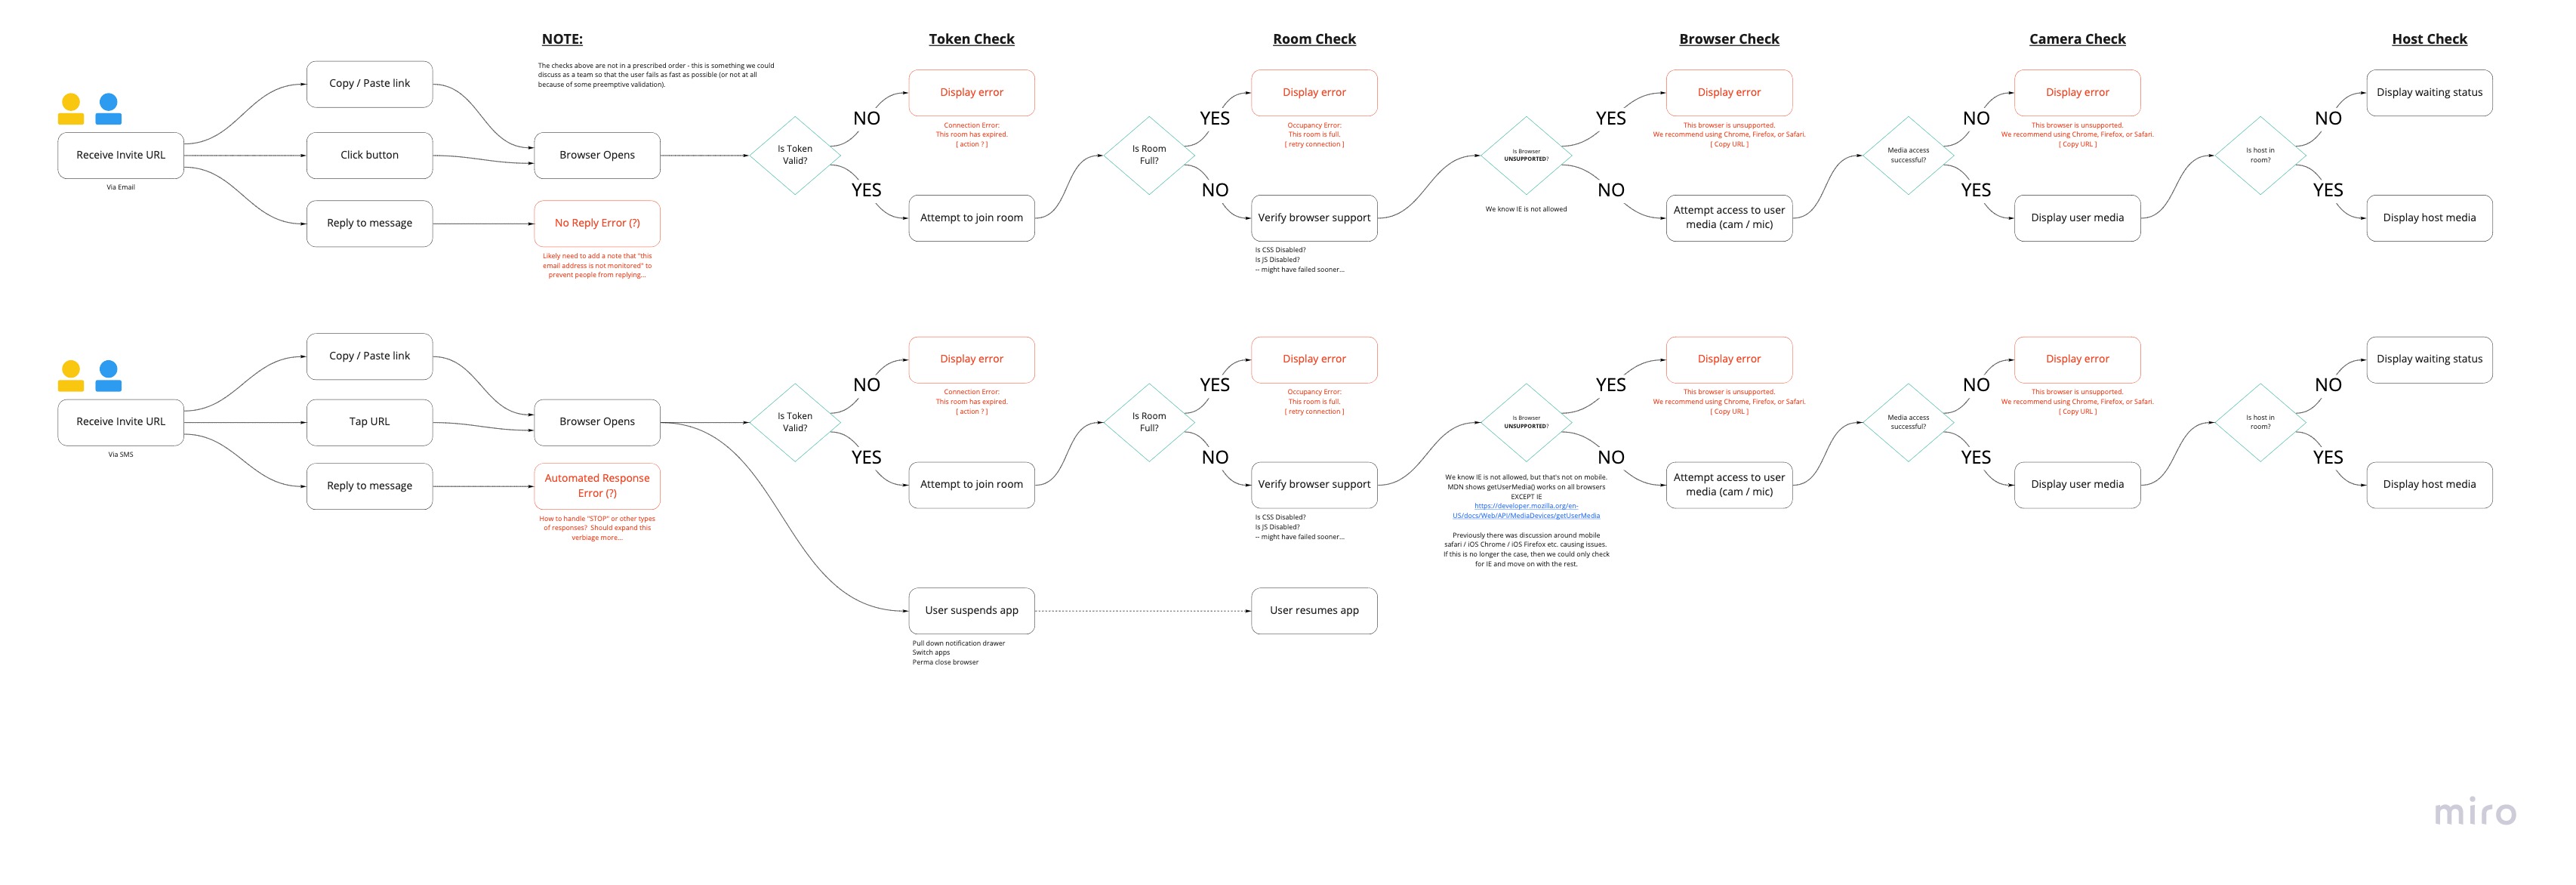 NOTE:
Token Check
Room Check
Browser Check
Camera Check
Host Check
The checks above are not in a prescribed order - this is something we could
discuss as a team so that the user fails as fast as possible (or not at all
because of some preemptive validation).
Receive Invite URL
Via Email
Copy / Paste link
Click button
Reply to message
Browser Opens
No Reply Error (?)
Likely need to add a note that "this
email address is not monitored" to
prevent people from replying...
Is Token
Valid?
NO
YES
Display error
Connection Error:
This room has expired.
[ action ? ]
Attempt to join room
Is Room
Full?
YES
NO
Display error
Occupancy Error:
This room is full.
[ retry connection ]
Verify browser support
Is CSS Disabled?
Is JS Disabled?
-- might have failed sooner...
Is Browser
UNSUPPORTED?
We know IE is not allowed
YES
NO
Display error
This browser is unsupported.
We recommend using Chrome, Firefox, or Safari.
[ Copy URL ]
Attempt access to user
media (cam / mic)
Media access
successful?
NO
YES
Display error
This browser is unsupported.
We recommend using Chrome, Firefox, or Safari.
[ Copy URL ]
Display user media
Is host in
room?
NO
YES
Display waiting status
Display host media
Receive Invite URL
Via SMS
Copy / Paste link
Tap URL
Reply to message
Browser Opens
Automated Response
Error (?)
How to handle "STOP" or other types
of responses? Should expand this
verbiage more...
Is Token
Valid?
NO
YES
Display error
Connection Error:
This room has expired.
[ action ? ]
Attempt to join room
Is Room
Full?
YES
NO
Display error
Occupancy Error:
This room is full.
[ retry connection ]
Verify browser support
Is CSS Disabled?
Is JS Disabled?
-- might have failed sooner...
Is Browser
UNSUPPORTED?
We know IE is not allowed, but that's not on mobile.
MDN shows getUserMedia() works on all browsers
EXCEPT IE
https://developer.mozilla.org/en-
US/docs/Web/API/MediaDevices/getUserMedia
Previously there was discussion around mobile
safari / iOS Chrome / iOS Firefox etc. causing issues.
If this is no longer the case, then we could only check
for IE and move on with the rest.
YES
NO
Display error
This browser is unsupported.
We recommend using Chrome, Firefox, or Safari.
[ Copy URL ]
Attempt access to user
media (cam / mic)
Media access
successful?
NO
YES
Display error
This browser is unsupported.
We recommend using Chrome, Firefox, or Safari.
[ Copy URL ]
Display user media
Is host in
room?
NO
YES
Display waiting status
Display host media
User suspends app
Pull down notification drawer
Switch apps
Perma close browser
User resumes app
miro